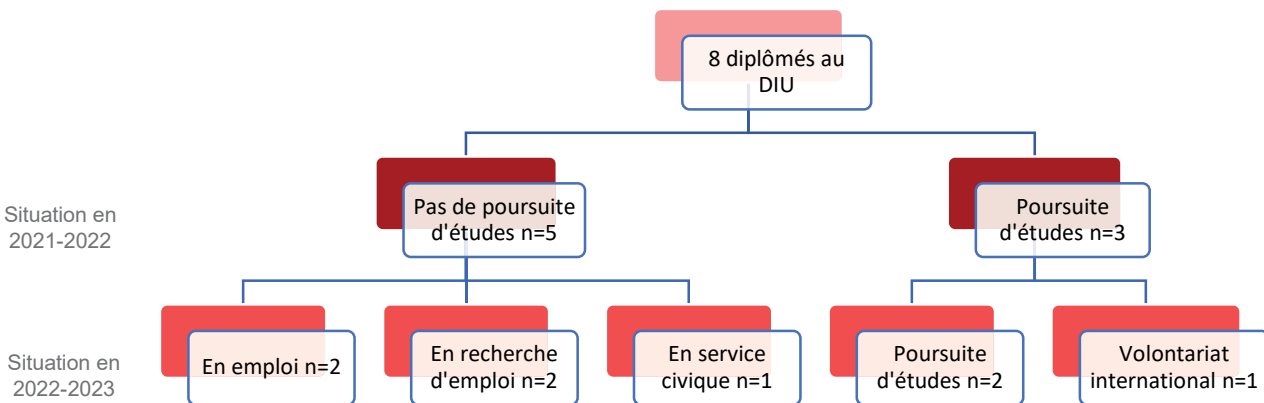 8 diplômés au
DIU
Situation en
2021-2022
Pas de poursuite
d'études n=5
Poursuite
d'études n=3
Situation en
2022-2023
En emploi n=2
En recherche
d'emploi n=2
En service
civique n=1
Poursuite
d'études n=2
Volontariat
international n=1